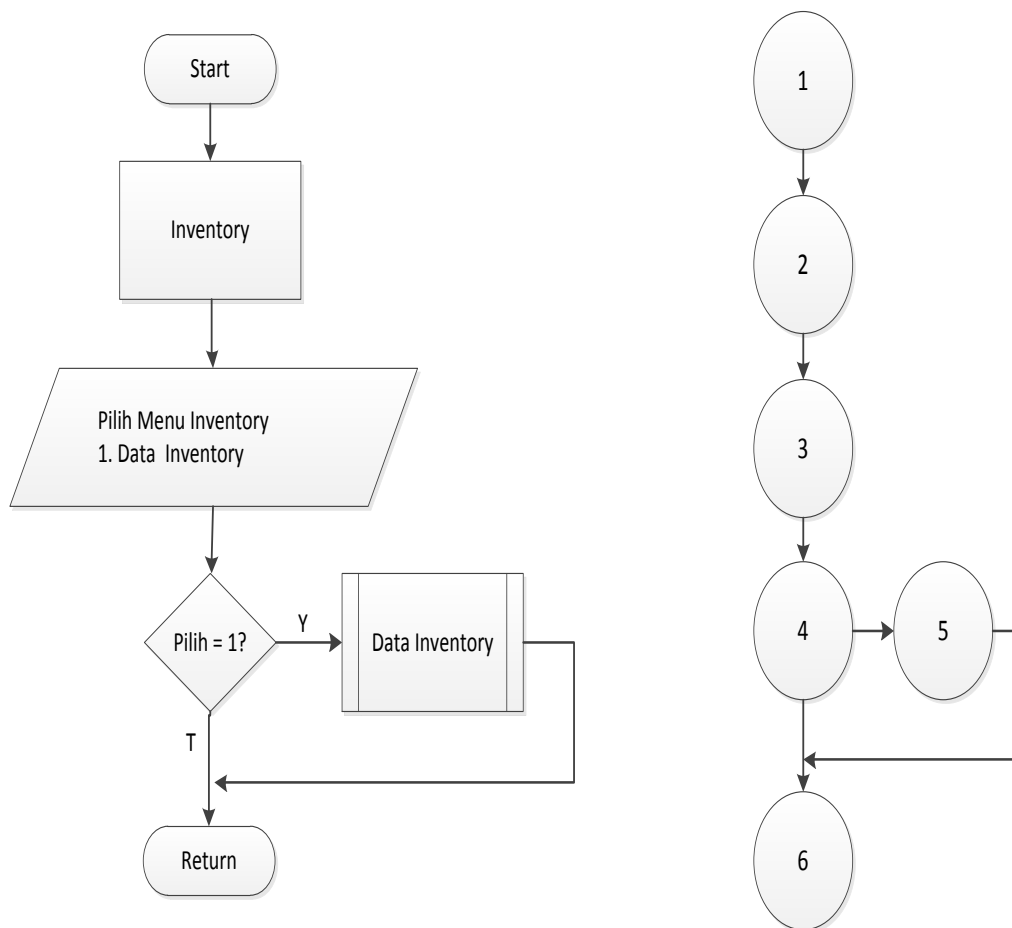 Start
Inventory
Pilih Menu Inventory
1. Data Inventory
Pilih = 1?
Y
Data Inventory
T
Return
1
2
3
4
5
6